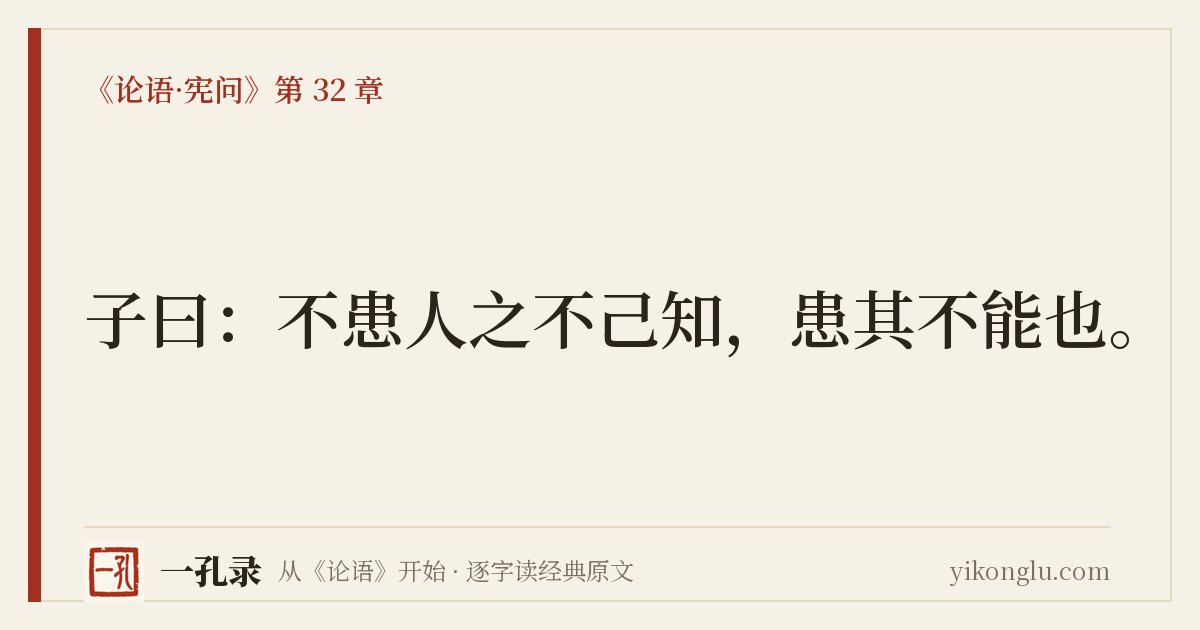 《论语·宪问》第 32 章
子曰：不患人之不己知，患其不能也。
一孔
一孔录 从《论语》开始 · 逐字读经典原文 yikonglu.com